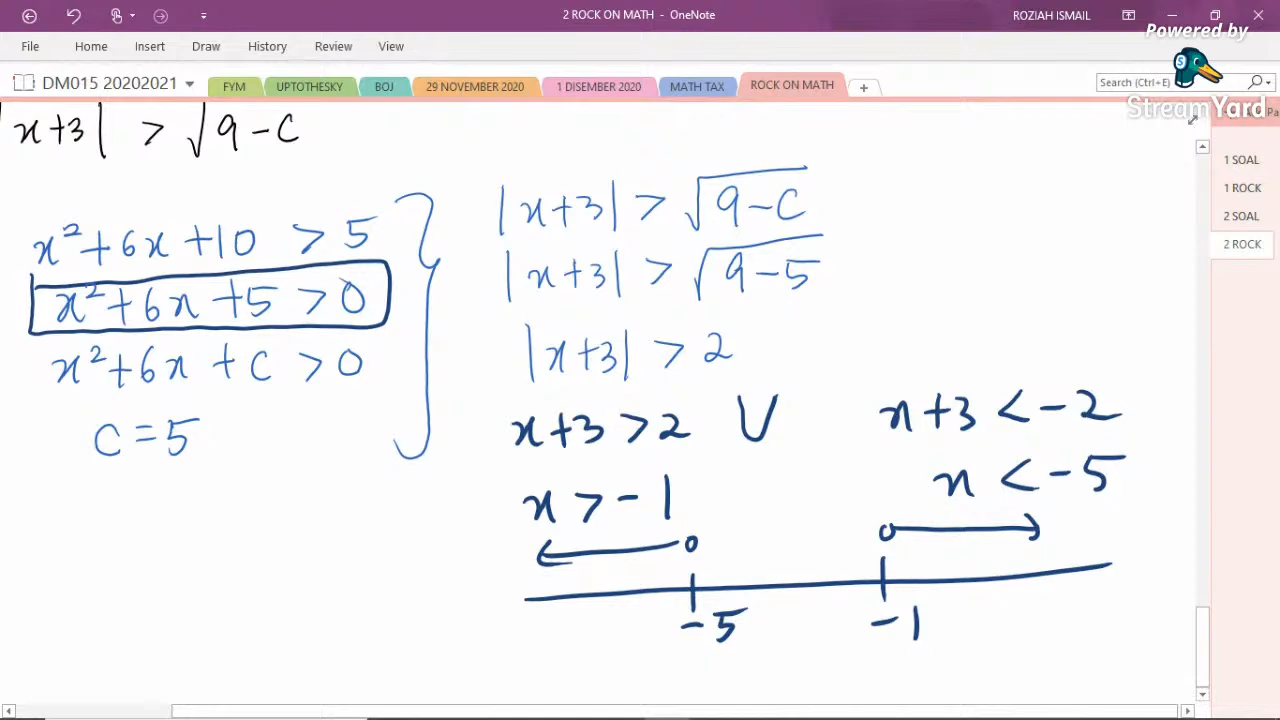 2 ROCK ON MATH - OneNote
ROZIAH ISMAIL
Powered by
StreamYard
File Home Insert Draw History Review View
DM015 20202021
FYM UPTOTHESKY BOJ 29 NOVEMBER 2020 1 DISEMBER 2020 MATH TAX ROCK ON MATH +
Search (Ctrl+E)
Pa
1 SOAL
1 ROCK
2 SOAL
2 ROCK
|x+3| > √9-C
x²+6x+10 > 5
x²+6x+5 > 0
x²+6x+c > 0
C = 5
|x+3| > √9-C
|x+3| > √9-5
|x+3| > 2
x+3 > 2 ∪ x+3 < -2
x > -1 x < -5
-5 -1